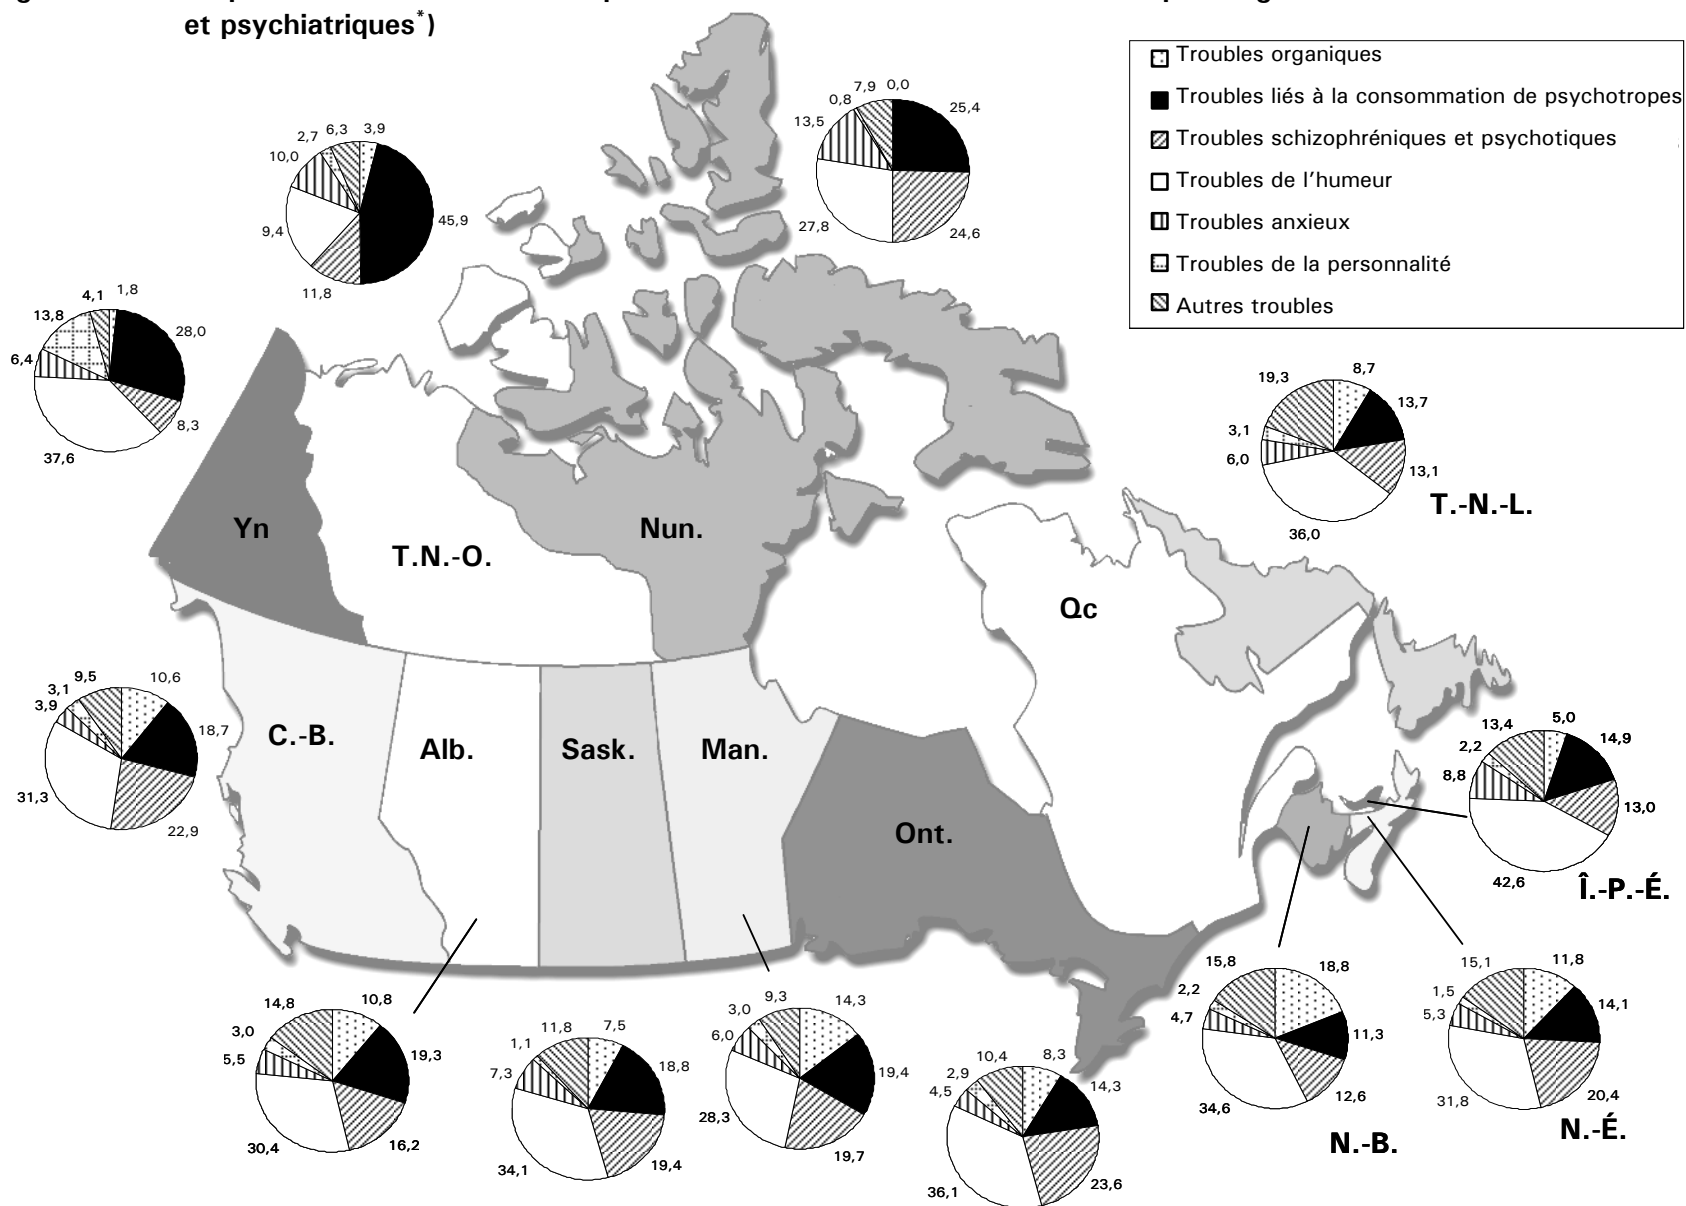 et psychiatriques*)
Troubles organiques
Troubles liés à la consommation de psychotropes
Troubles schizophréniques et psychotiques
Troubles de l'humeur
Troubles anxieux
Troubles de la personnalité
Autres troubles
7,9 0,0
0,8 25,4
13,5
27,8 24,6
2,7 6,3 3,9
10,0
45,9
9,4
11,8
4,1 1,8
13,8 28,0
6,4
8,3
37,6
19,3 8,7
13,7
3,1
6,0 13,1
36,0
T.-N.-L.
Yn
T.N.-O.
Nun.
Qc
3,1 9,5 10,6
3,9
18,7
31,3
22,9
C.-B.
Alb.
Sask.
Man.
Ont.
13,4 5,0
2,2 14,9
8,8
13,0
42,6
Î.-P.-É.
14,8 10,8
3,0
5,5 19,3
30,4 16,2
11,8 7,5
1,1
7,3 18,8
34,1 19,4
9,3 14,3
3,0
6,0
19,4
28,3
19,7
10,4 8,3
2,9
4,5 14,3
36,1 23,6
15,8 18,8
2,2
4,7 11,3
34,6 12,6
N.-B.
15,1 11,8
1,5
5,3 14,1
31,8 20,4
N.-É.